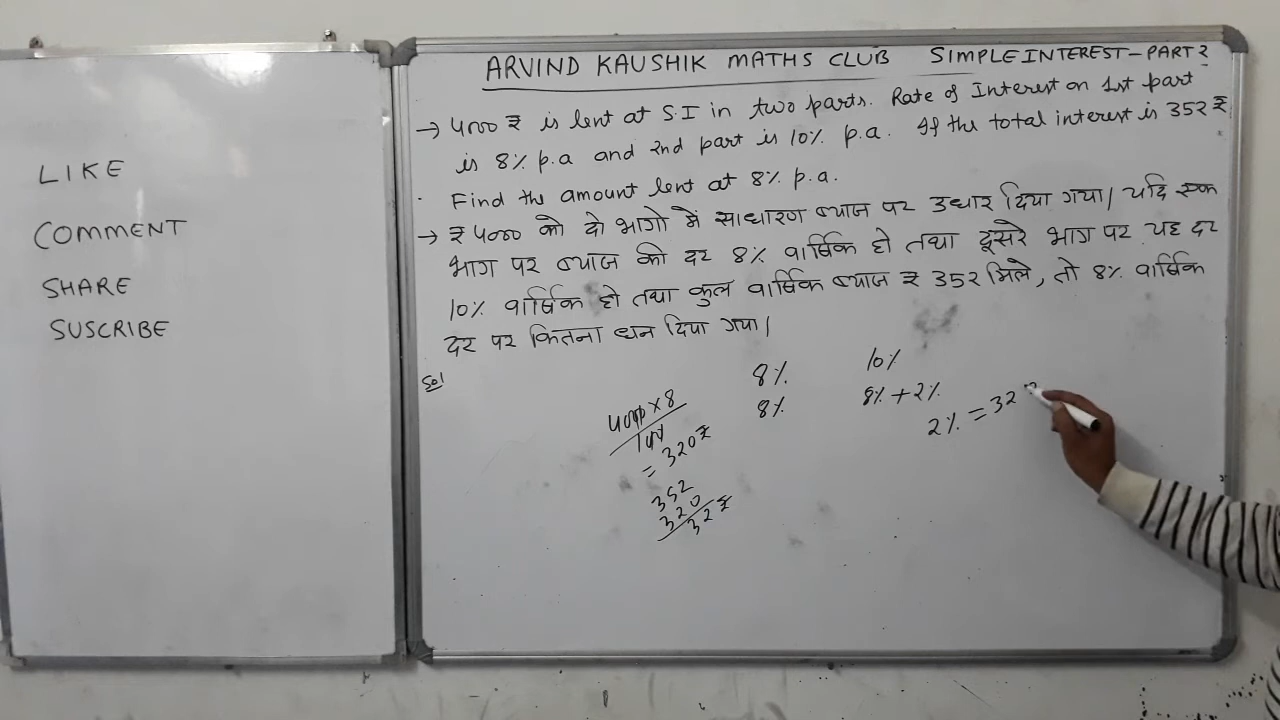 ARVIND KAUSHIK MATHS CLUB SIMPLE INTEREST - PART 2
→ 4000 ₹ is lent at S.I in two parts. Rate of Interest on 1st part
is 8% p.a and 2nd part is 10% p.a. If the total interest is 352 ₹
Find the amount lent at 8% p.a.
→ ₹ 4000 को दो भागो में साधारण ब्याज पर उधार दिया गया। यदि एक
भाग पर ब्याज की दर 8% वार्षिक हो तथा दूसरे भाग पर यह दर
10% वार्षिक हो तथा कुल वार्षिक ब्याज ₹ 352 मिले, तो 8% वार्षिक
दर पर कितना धन दिया गया।
LIKE
COMMENT
SHARE
SUSCRIBE
Sol
4000 × 8
100
= 320 ₹
352
320
32 ₹
8% 10%
8% 8% + 2%
2% = 32